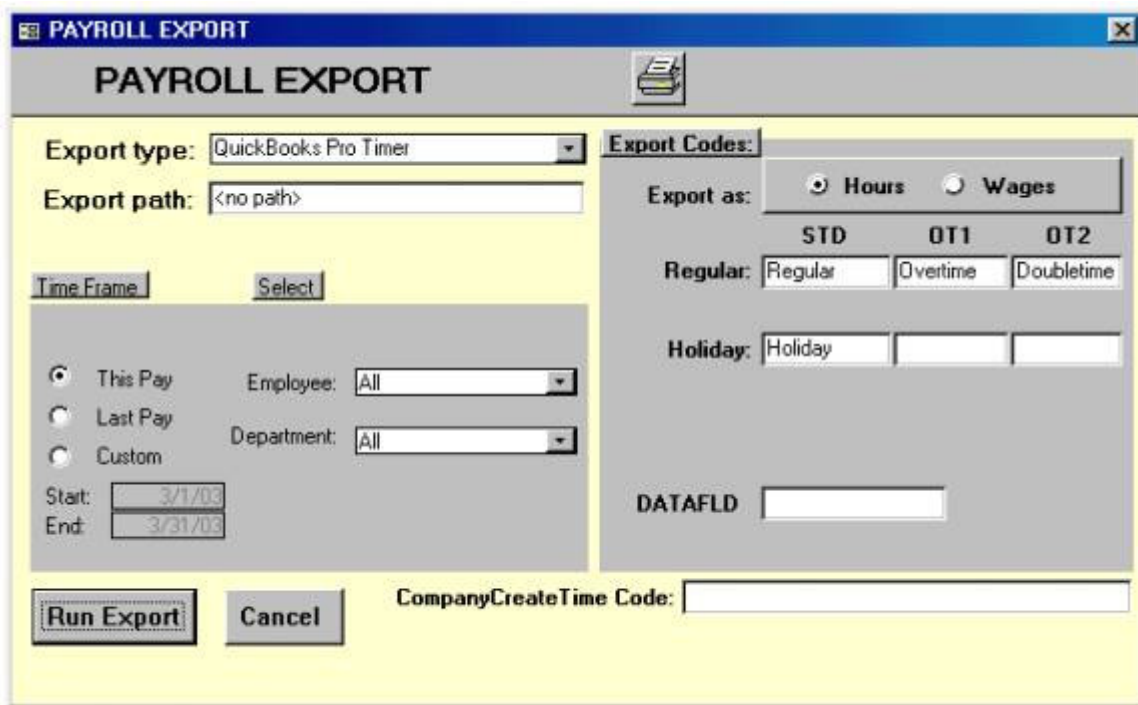 PAYROLL EXPORT
PAYROLL EXPORT
Export type: QuickBooks Pro Timer
Export path: <no path>
Time Frame Select
This Pay
Last Pay
Custom
Employee: All
Department: All
Start: 3/1/03
End: 3/31/03
Export Codes:
Export as: Hours Wages
STD OT1 OT2
Regular: Regular Overtime Doubletime
Holiday: Holiday
DATAFLD
Run Export Cancel
CompanyCreateTime Code: